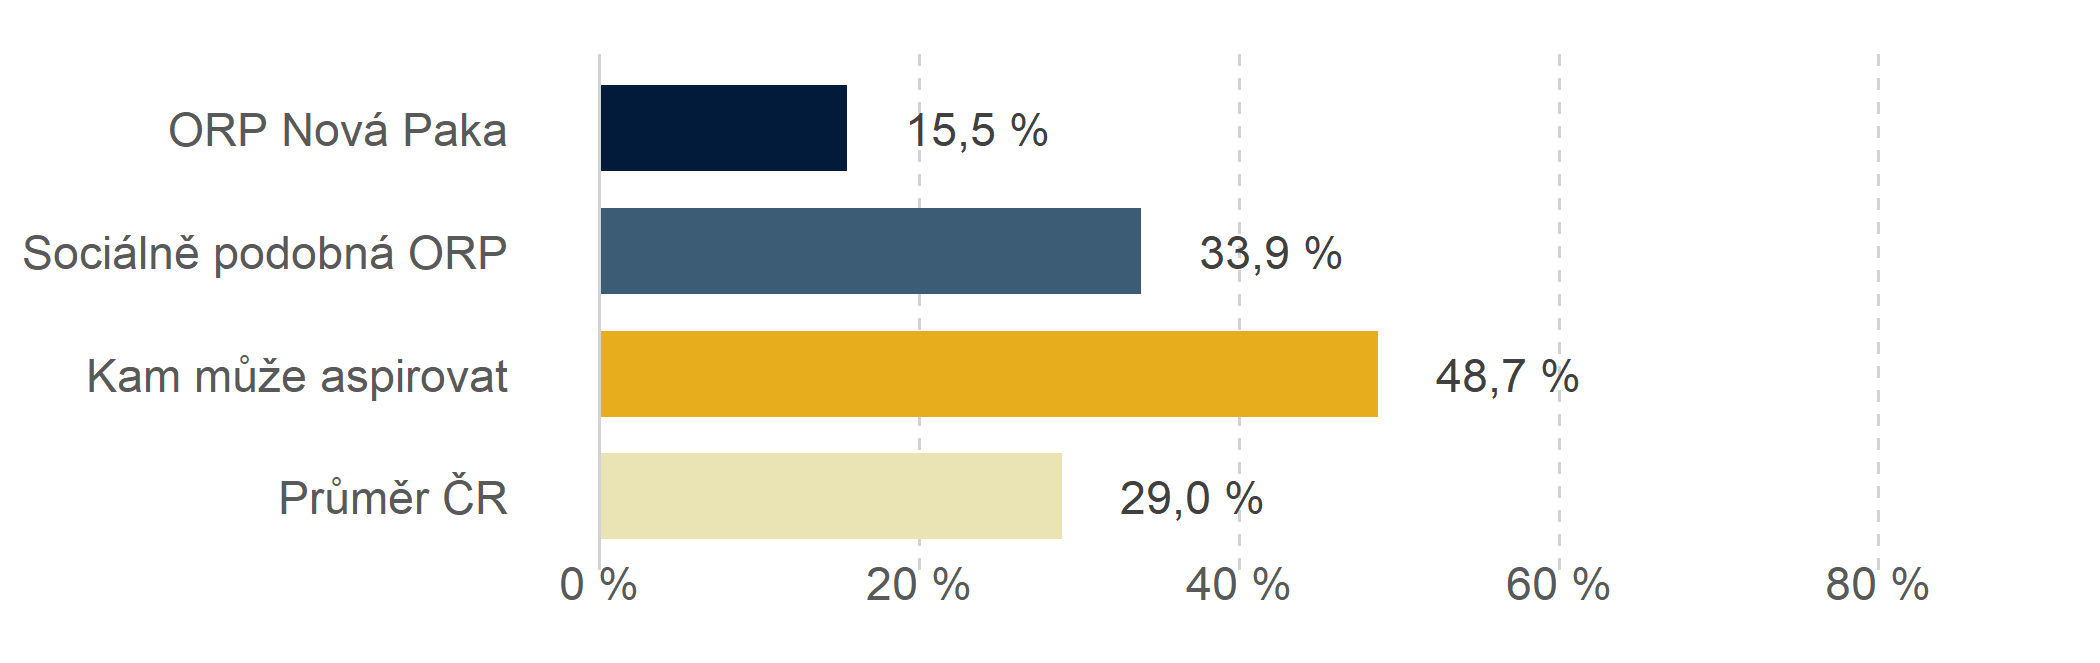 ORP Nová Paka
15,5 %
Sociálně podobná ORP
33,9 %
Kam může aspirovat
48,7 %
Průměr ČR
29,0 %
0 %
20 %
40 %
60 %
80 %